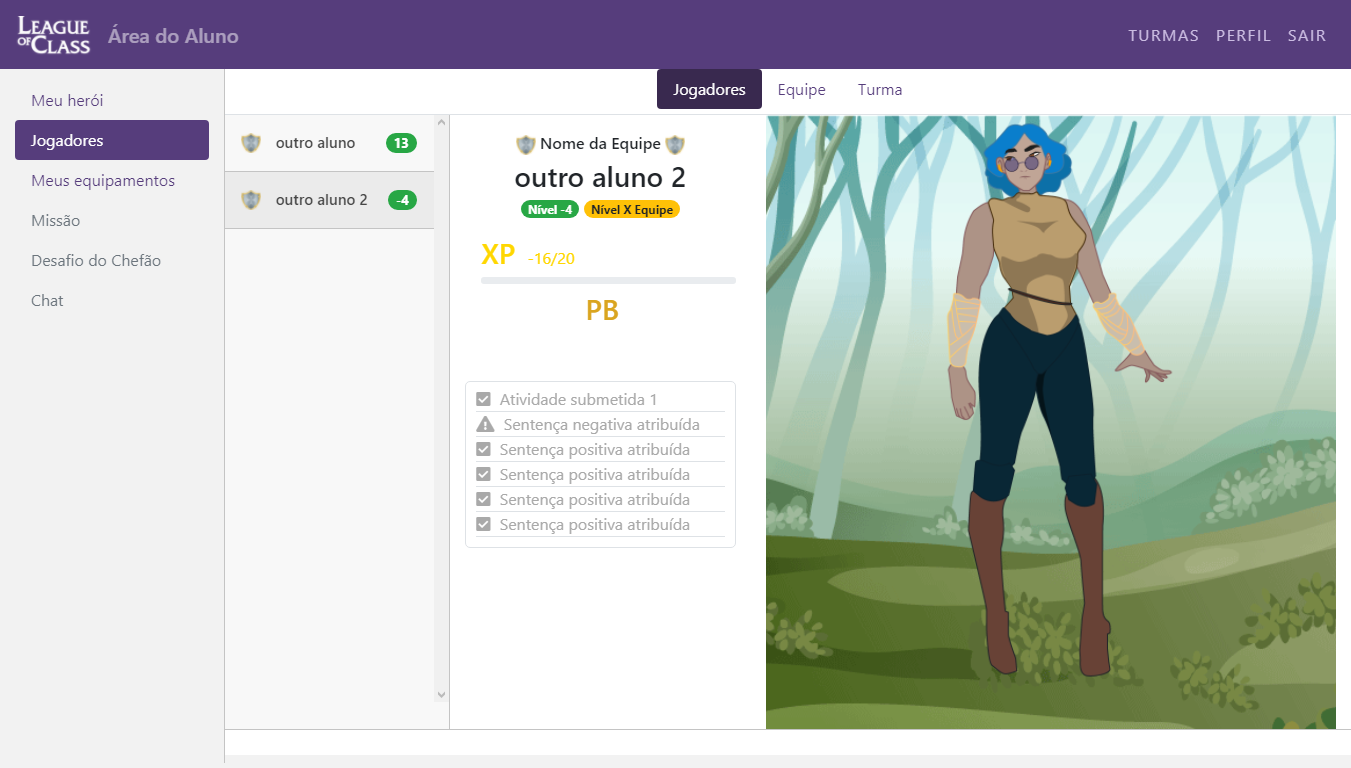 LEAGUE
OF CLASS
Área do Aluno
TURMAS PERFIL SAIR
Meu herói
Jogadores
Meus equipamentos
Missão
Desafio do Chefão
Chat
Jogadores Equipe Turma
outro aluno 13
outro aluno 2 -4
Nome da Equipe
outro aluno 2
Nível -4 Nível X Equipe
XP -16/20
PB
Atividade submetida 1
Sentença negativa atribuída
Sentença positiva atribuída
Sentença positiva atribuída
Sentença positiva atribuída
Sentença positiva atribuída